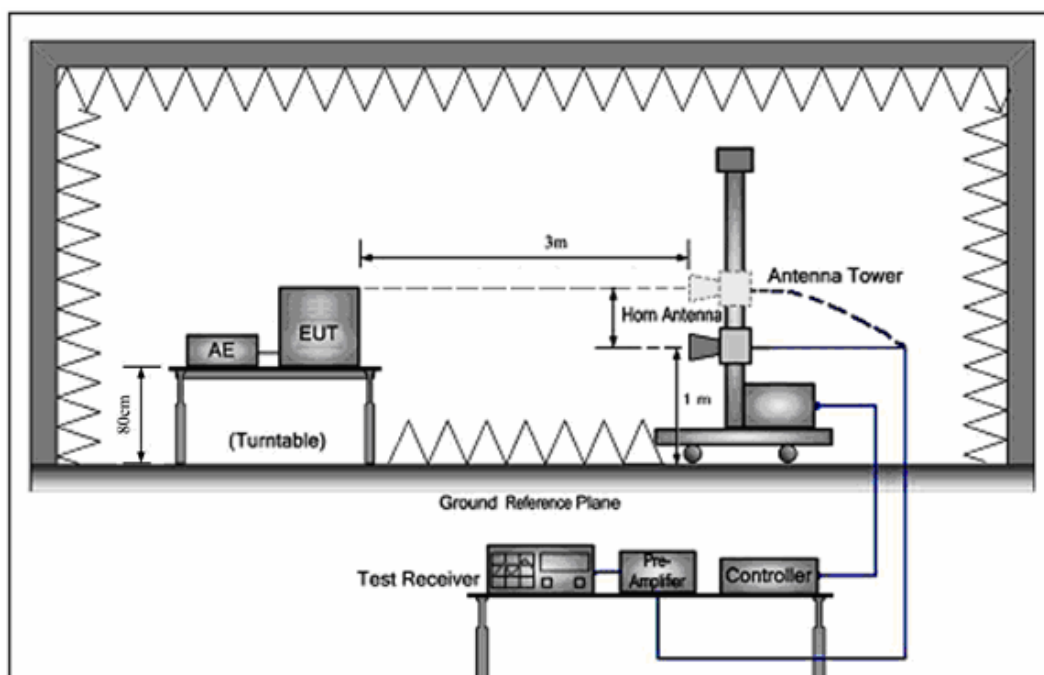 3m
Antenna Tower
Horn Antenna
EUT
AE
1 m
80cm
(Turntable)
Ground Reference Plane
Test Receiver
Pre-
Amplifier
Controller